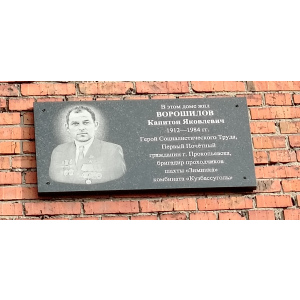 В этом доме жил
ВОРОШИЛОВ
Капитон Яковлевич
1912—1984 гг.
Герой Социалистического Труда,
Первый Почётный
гражданин г. Прокопьевска,
бригадир проходчиков
шахты «Зиминка»
комбината «Кузбассуголь»